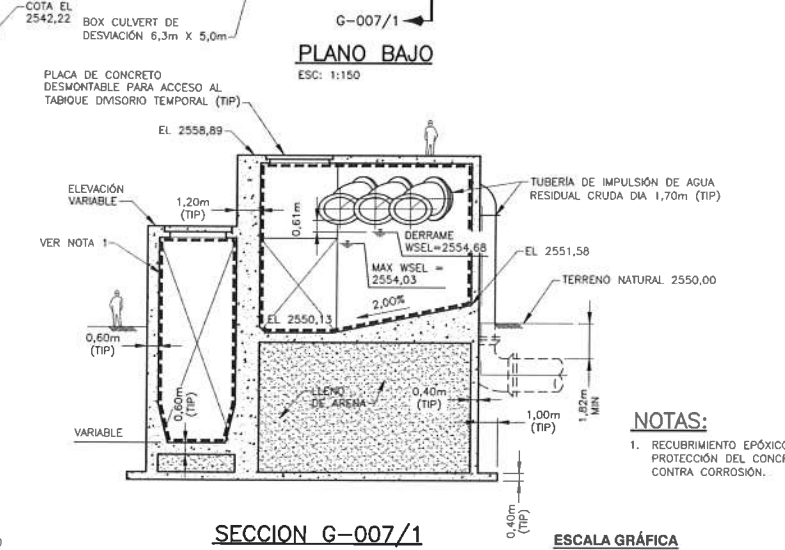 COTA EL
2542,22
BOX CULVERT DE
DESVIACIÓN 6,3m X 5,0m
G-007/1
PLANO BAJO
ESC: 1:150
PLACA DE CONCRETO
DESMONTABLE PARA ACCESO AL
TABIQUE DIVISORIO TEMPORAL (TIP)
EL 2558,89
ELEVACIÓN
VARIABLE
1,20m
(TIP)
0,61m
TUBERÍA DE IMPULSIÓN DE AGUA
RESIDUAL CRUDA DIA 1,70m (TIP)
DERRAME
WSEL=2554,68
VER NOTA 1
EL 2551,58
MAX WSEL =
2554,03
TERRENO NATURAL 2550,00
2,00%
EL 2550,13
0,60m
(TIP)
0,60m
(TIP)
LLENO
DE ARENA
0,40m
(TIP)
1,82m
MIN
1,00m
(TIP)
VARIABLE
NOTAS:
1. RECUBRIMIENTO EPÓXICO
PROTECCIÓN DEL CONCR
CONTRA CORROSIÓN.
0,40m
(TIP)
SECCION G-007/1
ESCALA GRÁFICA